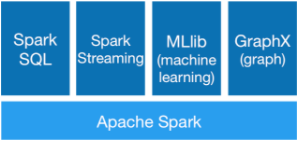 Spark
SQL
Spark
Streaming
MLlib
(machine
learning)
GraphX
(graph)
Apache Spark